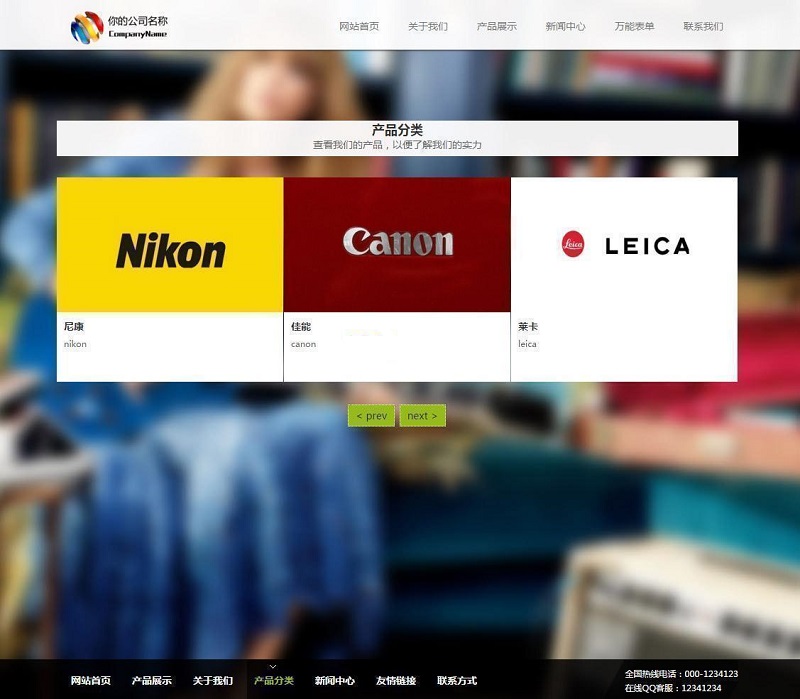 你的公司名称
CompanyName
网站首页 关于我们 产品展示 新闻中心 万能表单 联系我们
产品分类
查看我们的产品，以便了解我们的实力
Nikon
Canon
Leica LEICA
尼康
nikon
佳能
canon
莱卡
leica
< prev next >
网站首页 产品展示 关于我们 产品分类 新闻中心 友情链接 联系方式
全国热线电话：000-1234123
在线QQ客服：12341234